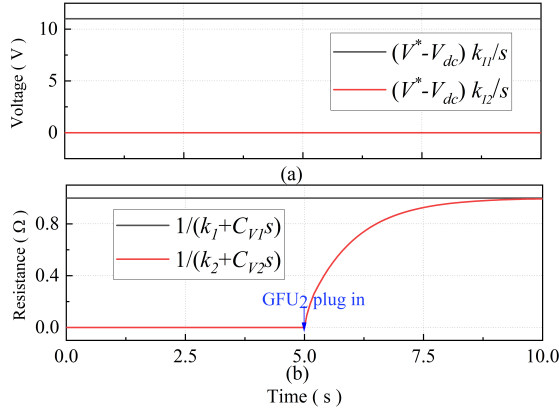 10
5
0
Voltage ( V )
(V*-Vdc) kI1/s
(V*-Vdc) kI2/s
(a)
0.8
0.4
0.0
Resistance ( Ω )
1/(k1+CV1s)
1/(k2+CV2s)
GFU2 plug in
0.0 2.5 5.0 7.5 10.0
(b)
Time ( s )